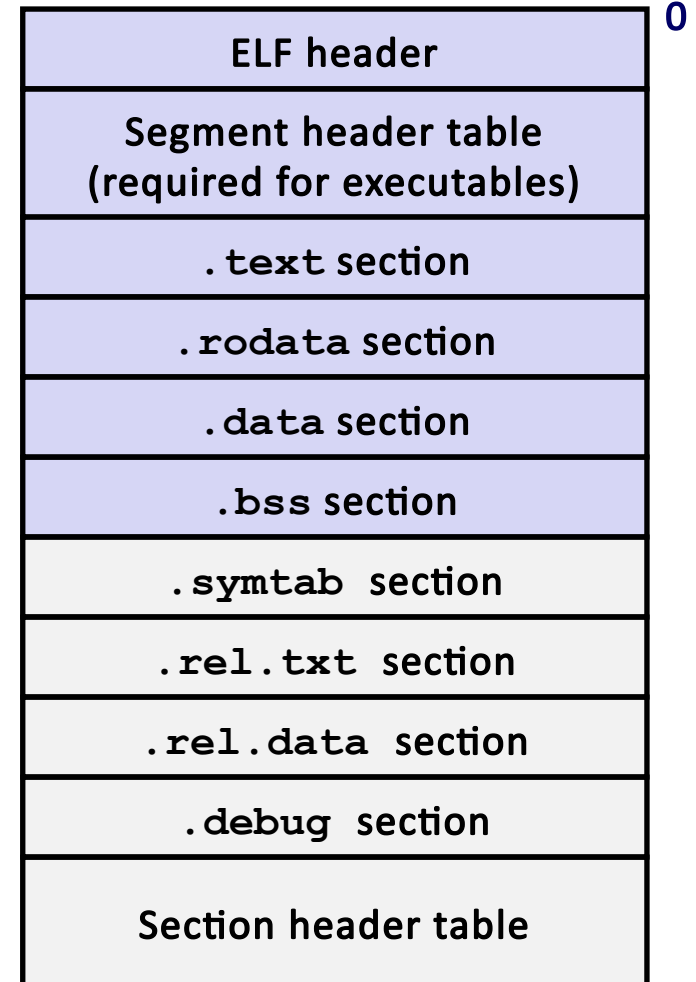 0
ELF header
Segment header table
(required for executables)
.text section
.rodata section
.data section
.bss section
.symtab section
.rel.txt section
.rel.data section
.debug section
Section header table